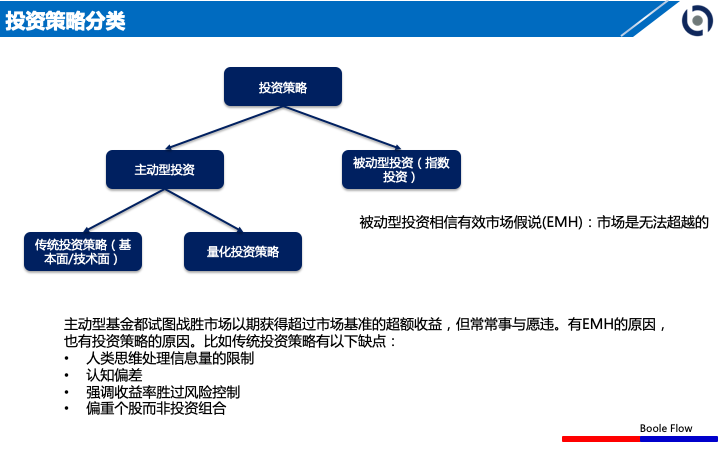 投资策略分类
投资策略
主动型投资
被动型投资（指数
投资）
被动型投资相信有效市场假说(EMH)：市场是无法超越的
传统投资策略（基
本面/技术面）
量化投资策略
主动型基金都试图战胜市场以期获得超过市场基准的超额收益，但常常事与愿违。有EMH的原因，
也有投资策略的原因。比如传统投资策略有以下缺点：
• 人类思维处理信息量的限制
• 认知偏差
• 强调收益率胜过风险控制
• 偏重个股而非投资组合
Boole Flow